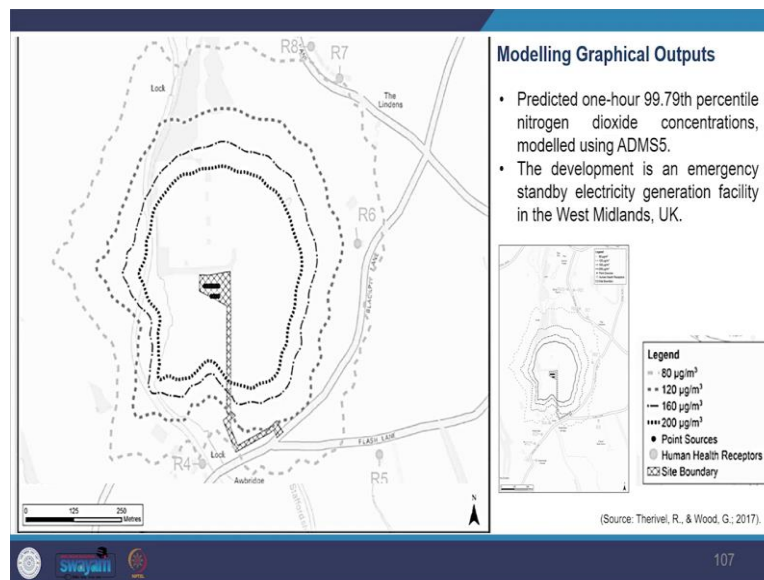 Modelling Graphical Outputs
• Predicted one-hour 99.79th percentile
nitrogen dioxide concentrations,
modelled using ADMS5.
• The development is an emergency
standby electricity generation facility
in the West Midlands, UK.
R8
R7
Lock
The
Lindens
R6
FLASH LANE
R4
Lock
R5
Awbridge
0 125 250
Metres
N
Legend
80 µg/m³
120 µg/m³
160 µg/m³
200 µg/m³
Point Sources
Human Health Receptors
Site Boundary
(Source: Therivel, R., & Wood, G.; 2017).
swayam
107